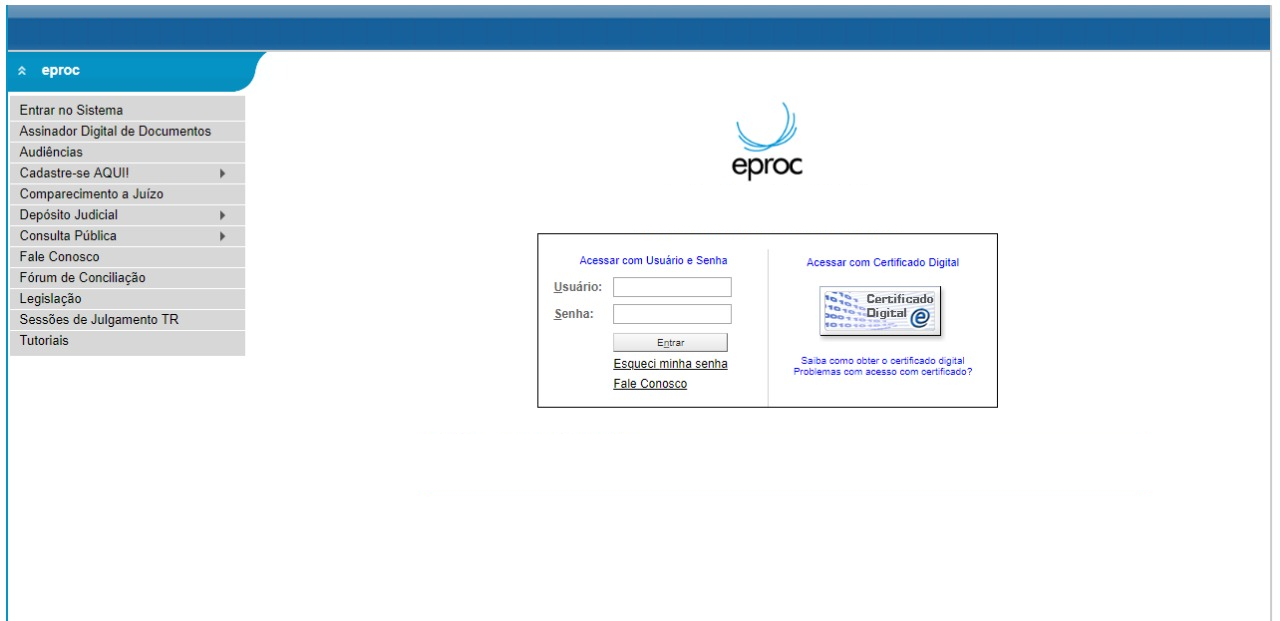 eproc
Entrar no Sistema
Assinador Digital de Documentos
Audiências
Cadastre-se AQUI!
Comparecimento a Juízo
Depósito Judicial
Consulta Pública
Fale Conosco
Fórum de Conciliação
Legislação
Sessões de Julgamento TR
Tutoriais
eproc
Acessar com Usuário e Senha
Usuário:
Senha:
Entrar
Esqueci minha senha
Fale Conosco
Acessar com Certificado Digital
Certificado
Digital e
Saiba como obter o certificado digital
Problemas com acesso com certificado?